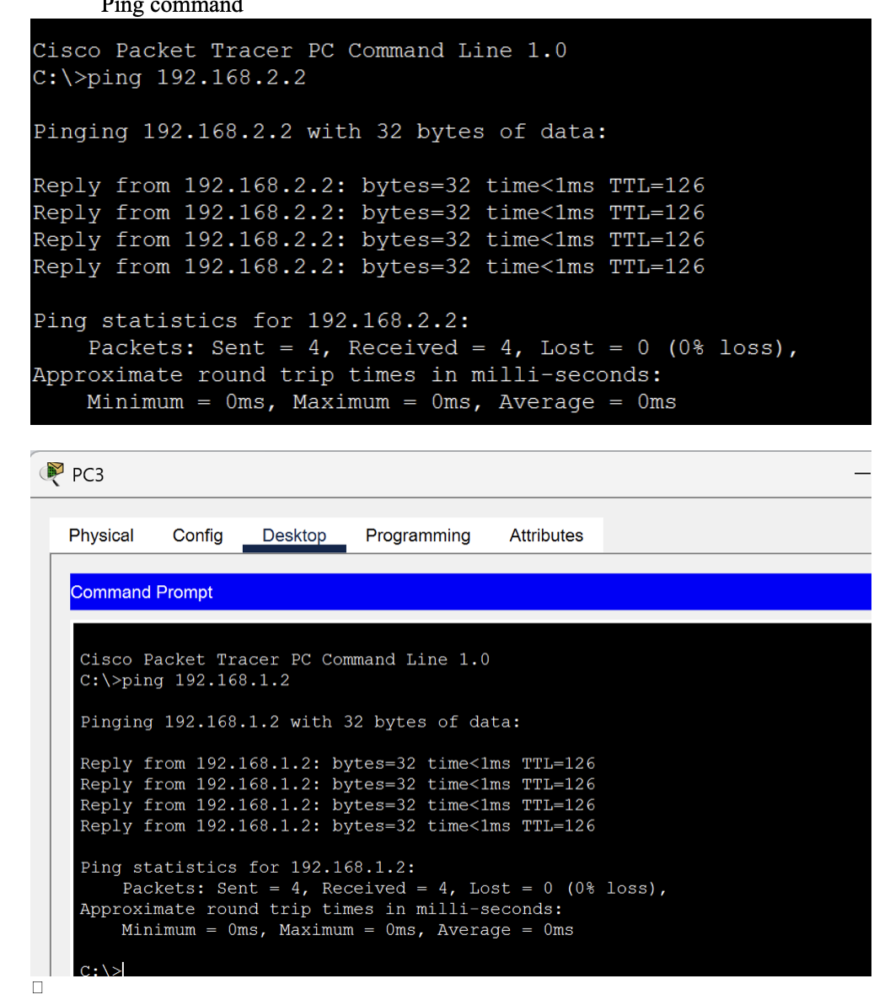 Ping command
Cisco Packet Tracer PC Command Line 1.0
C:\>ping 192.168.2.2
Pinging 192.168.2.2 with 32 bytes of data:
Reply from 192.168.2.2: bytes=32 time<1ms TTL=126
Reply from 192.168.2.2: bytes=32 time<1ms TTL=126
Reply from 192.168.2.2: bytes=32 time<1ms TTL=126
Reply from 192.168.2.2: bytes=32 time<1ms TTL=126
Ping statistics for 192.168.2.2:
Packets: Sent = 4, Received = 4, Lost = 0 (0% loss),
Approximate round trip times in milli-seconds:
Minimum = 0ms, Maximum = 0ms, Average = 0ms
PC3
Physical Config Desktop Programming Attributes
Command Prompt
Cisco Packet Tracer PC Command Line 1.0
C:\>ping 192.168.1.2
Pinging 192.168.1.2 with 32 bytes of data:
Reply from 192.168.1.2: bytes=32 time<1ms TTL=126
Reply from 192.168.1.2: bytes=32 time<1ms TTL=126
Reply from 192.168.1.2: bytes=32 time<1ms TTL=126
Reply from 192.168.1.2: bytes=32 time<1ms TTL=126
Ping statistics for 192.168.1.2:
Packets: Sent = 4, Received = 4, Lost = 0 (0% loss),
Approximate round trip times in milli-seconds:
Minimum = 0ms, Maximum = 0ms, Average = 0ms
C:\>